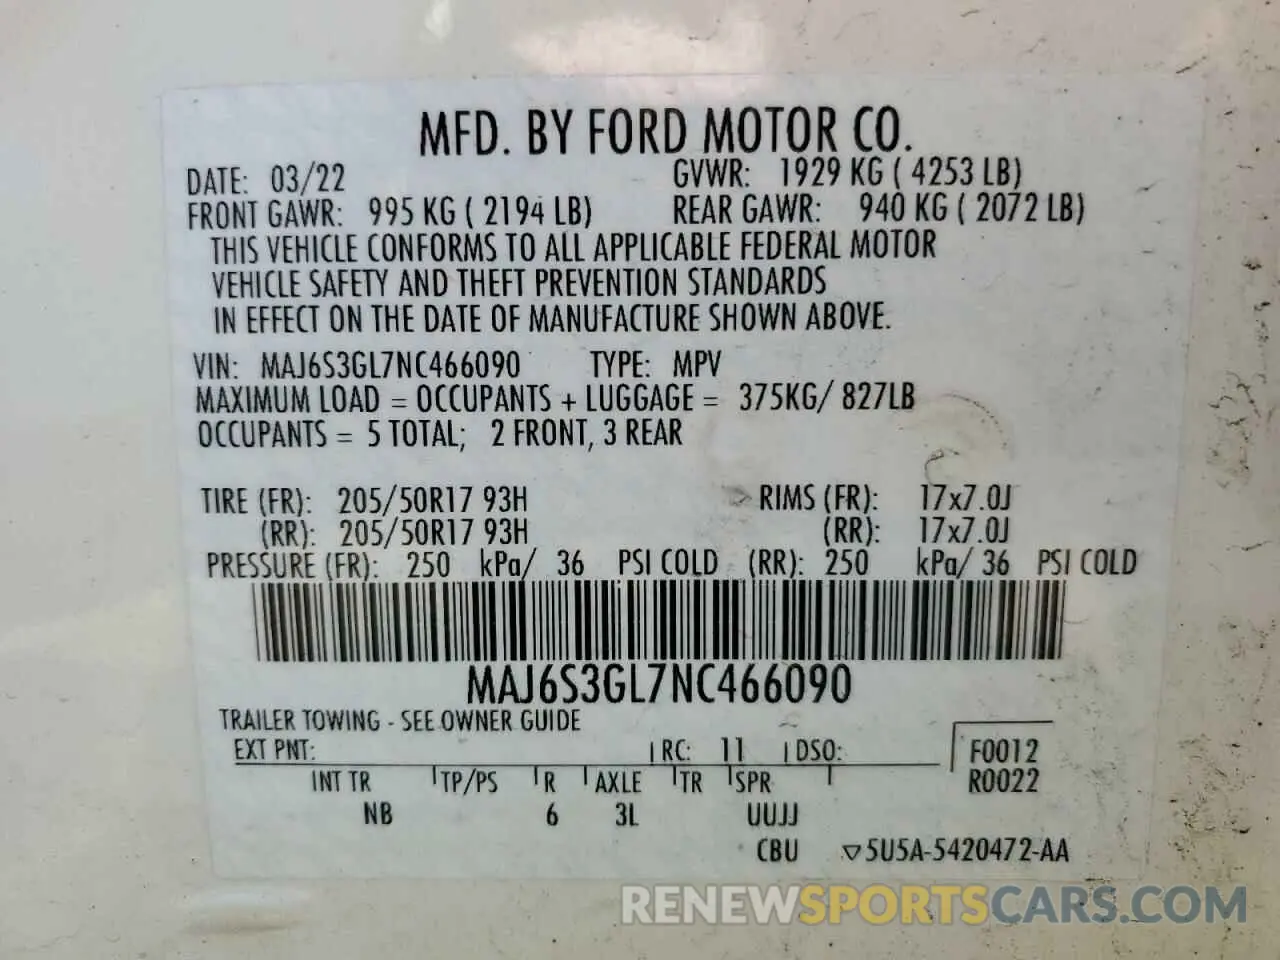 MFD. BY FORD MOTOR CO.
DATE: 03/22 GVWR: 1929 KG ( 4253 LB)
FRONT GAWR: 995 KG ( 2194 LB) REAR GAWR: 940 KG ( 2072 LB)
THIS VEHICLE CONFORMS TO ALL APPLICABLE FEDERAL MOTOR
VEHICLE SAFETY AND THEFT PREVENTION STANDARDS
IN EFFECT ON THE DATE OF MANUFACTURE SHOWN ABOVE.
VIN: MAJ6S3GL7NC466090 TYPE: MPV
MAXIMUM LOAD = OCCUPANTS + LUGGAGE = 375KG/ 827LB
OCCUPANTS = 5 TOTAL; 2 FRONT, 3 REAR
TIRE (FR): 205/50R17 93H RIMS (FR): 17x7.0J
(RR): 205/50R17 93H (RR): 17x7.0J
PRESSURE (FR): 250 kPa/ 36 PSI COLD (RR): 250 kPa/ 36 PSI COLD
MAJ6S3GL7NC466090
TRAILER TOWING - SEE OWNER GUIDE
EXT PNT: RC: 11 DSO: F0012
INT TR TP/PS R AXLE TR SPR R0022
NB 6 3L UUJJ
CBU ▽5U5A-5420472-AA
RENEWSPORTSCARS.COM